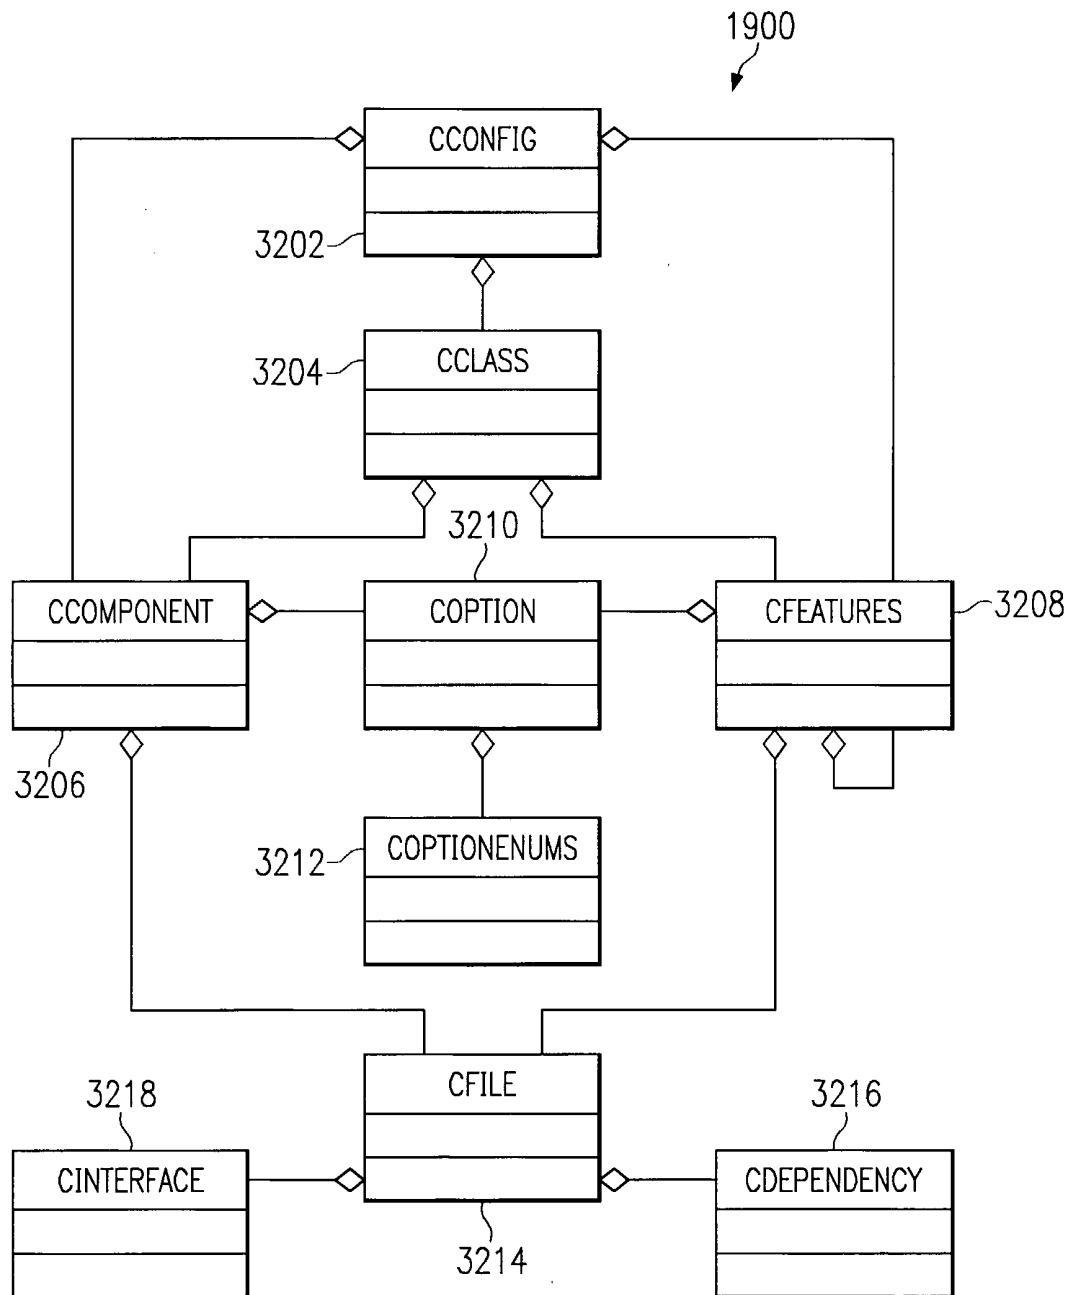 1900
CCONFIG
3202
3204
CCLASS
3210
CCOMPONENT
COPTION
CFEATURES
3208
3206
3212
COPTIONENUMS
CFILE
3218
3216
CINTERFACE
CDEPENDENCY
3214